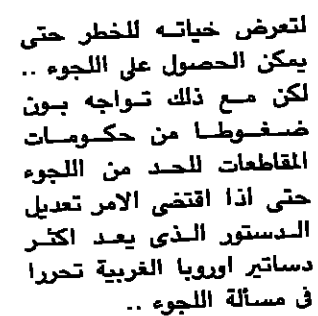 لتعرض خياته للخطر حتى
يمكن الحصول على اللجوء ..
لكن مع ذلك تواجه بون
ضغوطا من حكومات
المقاطعات للحد من اللجوء
حتى اذا اقتضى الامر تعديل
الدستور الذى يعد اكثر
دساتير اوروبا الغربية تحررا
فى مسألة اللجوء ..